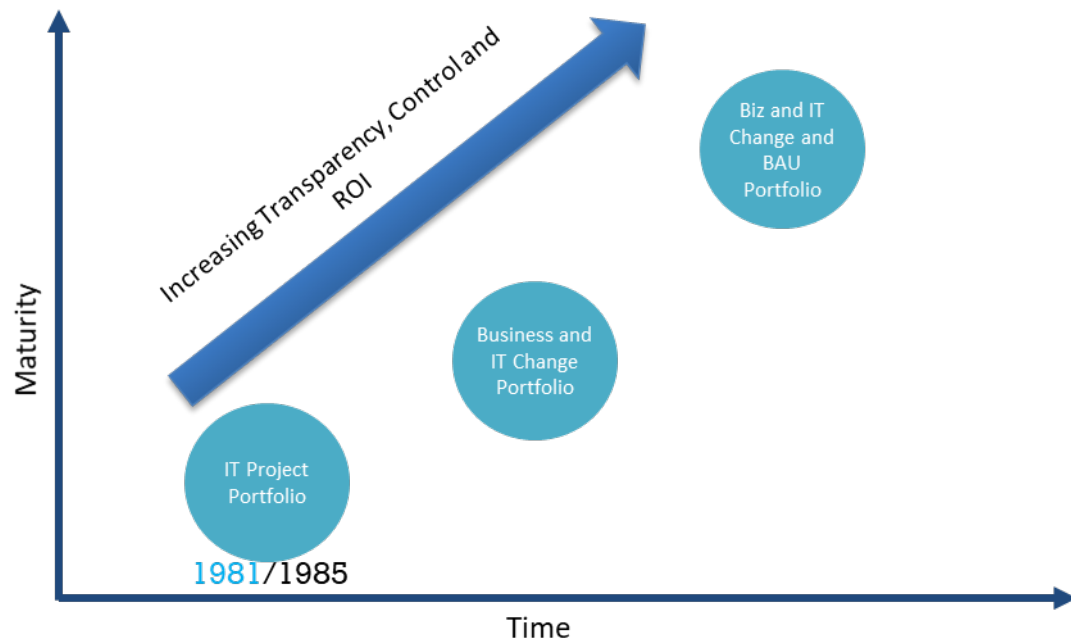 Increasing Transparency, Control and
ROI
Biz and IT
Change and
BAU
Portfolio
Business and
IT Change
Portfolio
Maturity
IT Project
Portfolio
1981/1985
Time